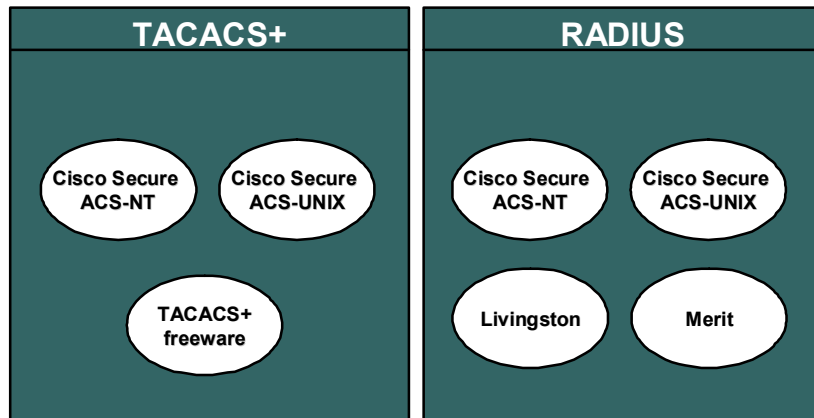 TACACS+
Cisco Secure
ACS-NT
Cisco Secure
ACS-UNIX
TACACS+
freeware
RADIUS
Cisco Secure
ACS-NT
Cisco Secure
ACS-UNIX
Livingston
Merit